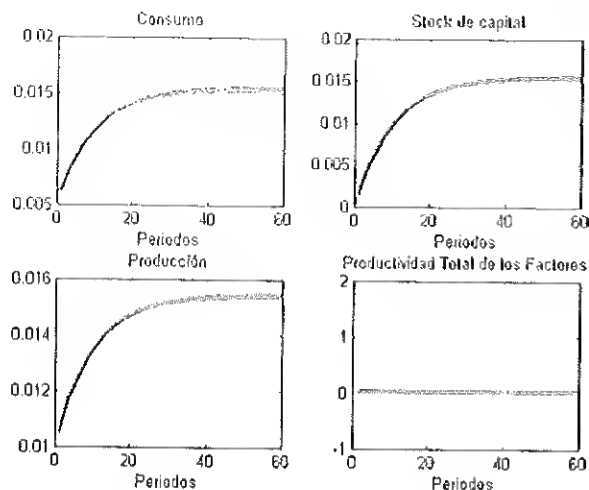 Consumo
0.02
0.015
0.01
0.005
0 20 40 60
Periodos
Stock de capital
0.02
0.015
0.01
0.005
0
0 20 40 60
Periodos
Producción
0.016
0.014
0.012
0.01
0 20 40 60
Periodos
Productividad Total de los Factores
2
1
0
-1
0 20 40 60
Periodos